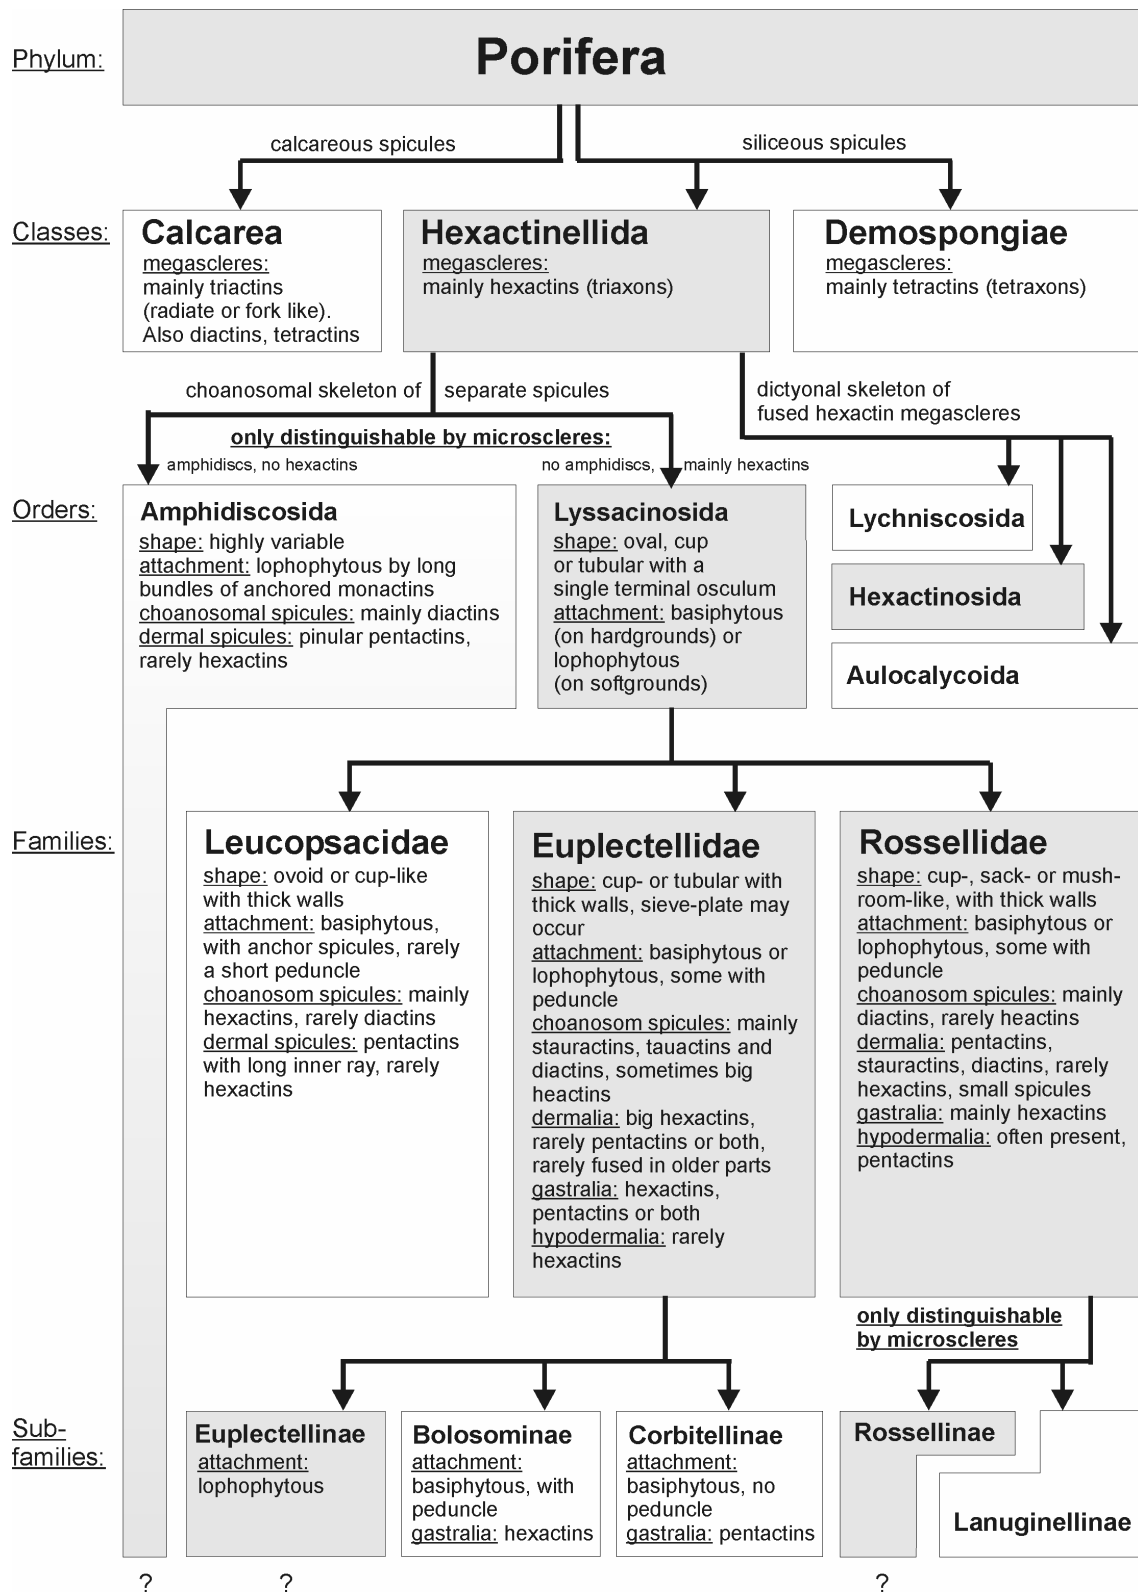 Phylum:
Porifera
calcareous spicules
siliceous spicules
Classes:
Calcarea
megascleres:
mainly triactins
(radiate or fork like).
Also diactins, tetractins
Hexactinellida
megascleres:
mainly hexactins (triaxons)
Demospongiae
megascleres:
mainly tetractins (tetraxons)
choanosomal skeleton of separate spicules
dictyonal skeleton of
fused hexactin megascleres
only distinguishable by microscleres:
amphidiscs, no hexactins
no amphidiscs, mainly hexactins
Orders:
Amphidiscosida
shape: highly variable
attachment: lophophytous by long
bundles of anchored monactins
choanosomal spicules: mainly diactins
dermal spicules: pinular pentactins,
rarely hexactins
Lyssacinosida
shape: oval, cup
or tubular with a
single terminal osculum
attachment: basiphytous
(on hardgrounds) or
lophophytous
(on softgrounds)
Lychniscosida
Hexactinosida
Aulocalycoida
Families:
Leucopsacidae
shape: ovoid or cup-like
with thick walls
attachment: basiphytous,
with anchor spicules, rarely
a short peduncle
choanosom spicules: mainly
hexactins, rarely diactins
dermal spicules: pentactins
with long inner ray, rarely
hexactins
Euplectellidae
shape: cup- or tubular with
thick walls, sieve-plate may
occur
attachment: basiphytous or
lophophytous, some with
peduncle
choanosom spicules: mainly
stauractins, tauactins and
diactins, sometimes big
heactins
dermalia: big hexactins,
rarely pentactins or both,
rarely fused in older parts
gastralia: hexactins,
pentactins or both
hypodermalia: rarely
hexactins
Rossellidae
shape: cup-, sack- or mush-
room-like, with thick walls
attachment: basiphytous or
lophophytous, some with
peduncle
choanosom spicules: mainly
diactins, rarely heactins
dermalia: pentactins,
stauractins, diactins, rarely
hexactins, small spicules
gastralia: mainly hexactins
hypodermalia: often present,
pentactins
only distinguishable
by microscleres
Sub-
families:
Euplectellinae
attachment:
lophophytous
Bolosominae
attachment:
basiphytous, with
peduncle
gastralia: hexactins
Corbitellinae
attachment:
basiphytous, no
peduncle
gastralia: pentactins
Rossellinae
Lanuginellinae
? ? ?